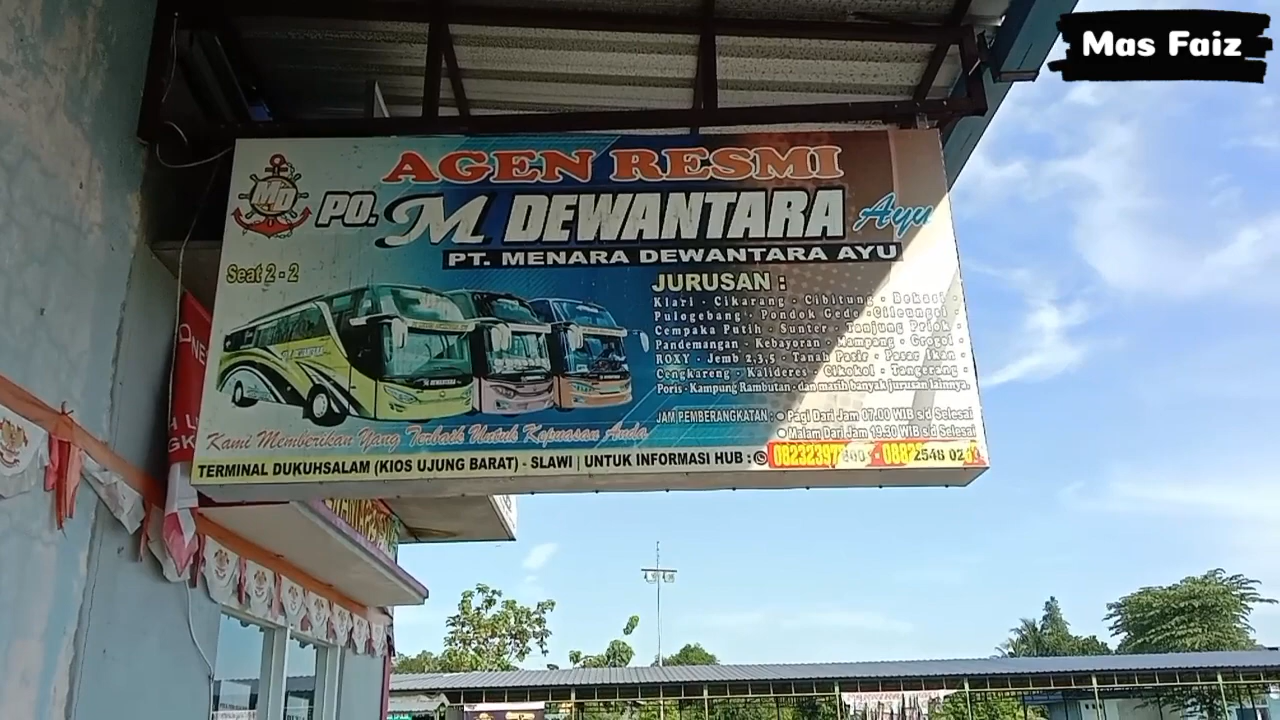 Mas Faiz
AGEN RESMI
MD
PO. M DEWANTARA Ayu
PT. MENARA DEWANTARA AYU
Seat 2 - 2
JURUSAN :
Klari - Cikarang - Cibitung - Bekasi -
Pulogebang - Pondok Gede - Cileungsi -
Cempaka Putih - Sunter - Tanjung Priok -
Pandemangan - Kebayoran - Mampang - Grogol -
ROXY - Jemb 2,3,5 - Tanah Pasir - Pasar Ikan -
Cengkareng - Kalideres - Cikokol - Tangerang -
Poris - Kampung Rambutan - dan masih banyak jurusan lainnya.
JAM PEMBERANGKATAN : Pagi Dari Jam 07.00 WIB s/d Selesai
Malam Dari Jam 19.30 WIB s/d Selesai
Kami Memberikan Yang Terbaik Untuk Kepuasan Anda
TERMINAL DUKUHSALAM (KIOS UJUNG BARAT) - SLAWI | UNTUK INFORMASI HUB :